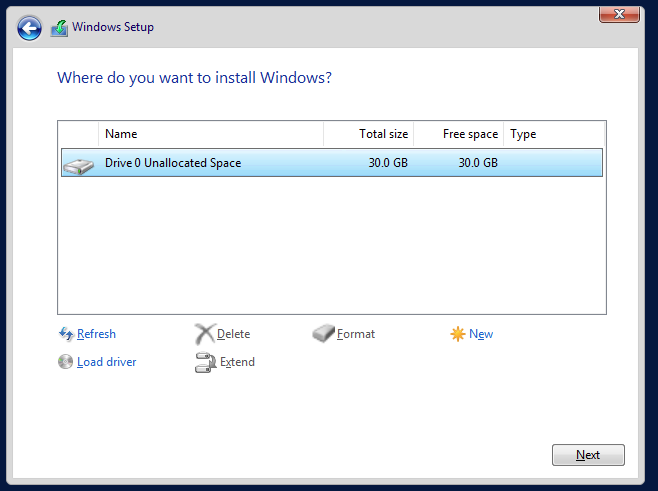 Windows Setup
Where do you want to install Windows?
Name Total size Free space Type
Drive 0 Unallocated Space 30.0 GB 30.0 GB
Refresh Delete Format New
Load driver Extend
Next